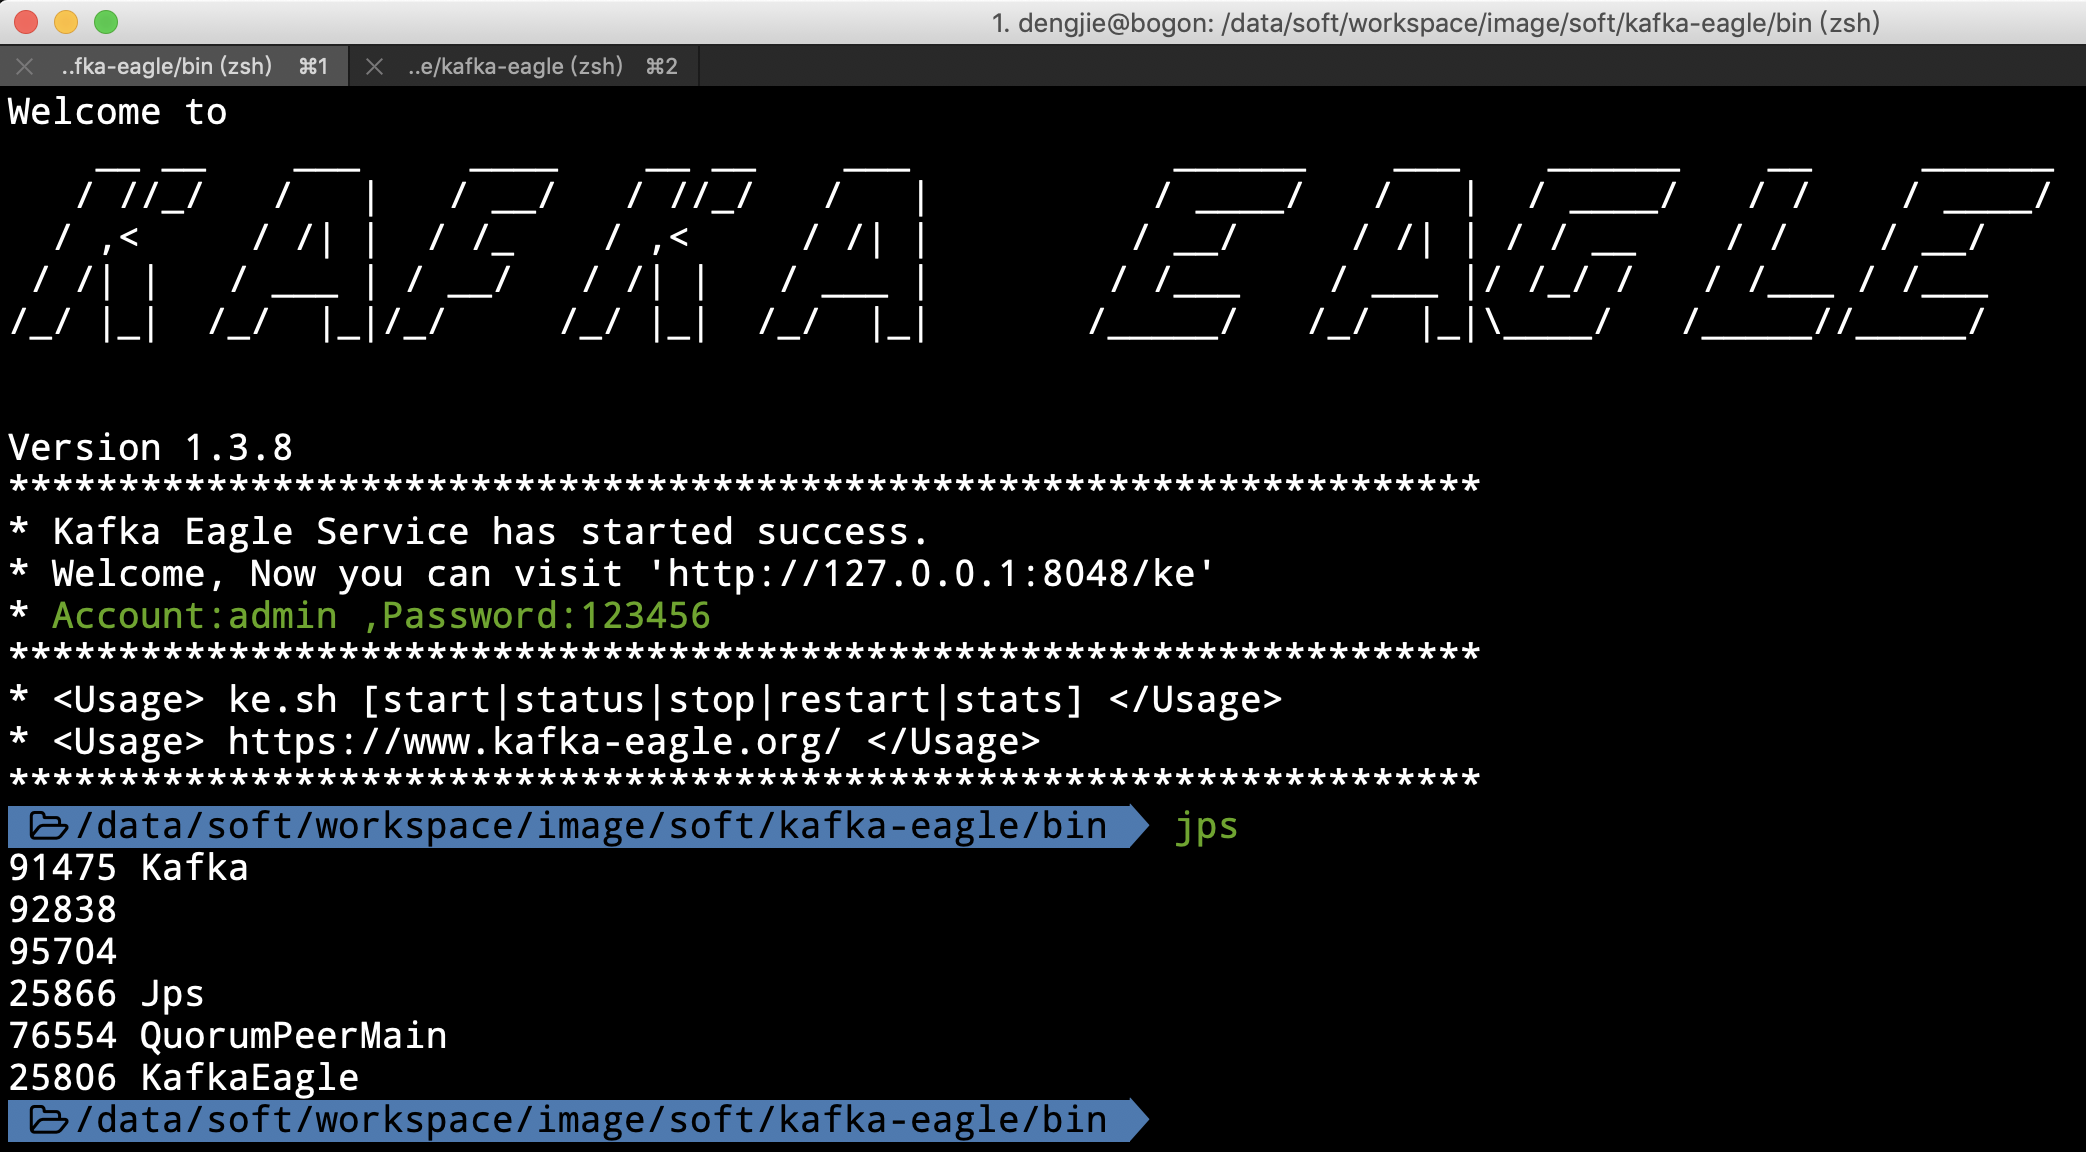 1. dengjie@bogon: /data/soft/workspace/image/soft/kafka-eagle/bin (zsh)
..fka-eagle/bin (zsh) ⌘1 ..e/kafka-eagle (zsh) ⌘2
Welcome to
KAFKA EAGLE
Version 1.3.8
*******************************************************************
* Kafka Eagle Service has started success.
* Welcome, Now you can visit 'http://127.0.0.1:8048/ke'
* Account:admin ,Password:123456
*******************************************************************
* <Usage> ke.sh [start|status|stop|restart|stats] </Usage>
* <Usage> https://www.kafka-eagle.org/ </Usage>
*******************************************************************
/data/soft/workspace/image/soft/kafka-eagle/bin jps
91475 Kafka
92838
95704
25866 Jps
76554 QuorumPeerMain
25806 KafkaEagle
/data/soft/workspace/image/soft/kafka-eagle/bin